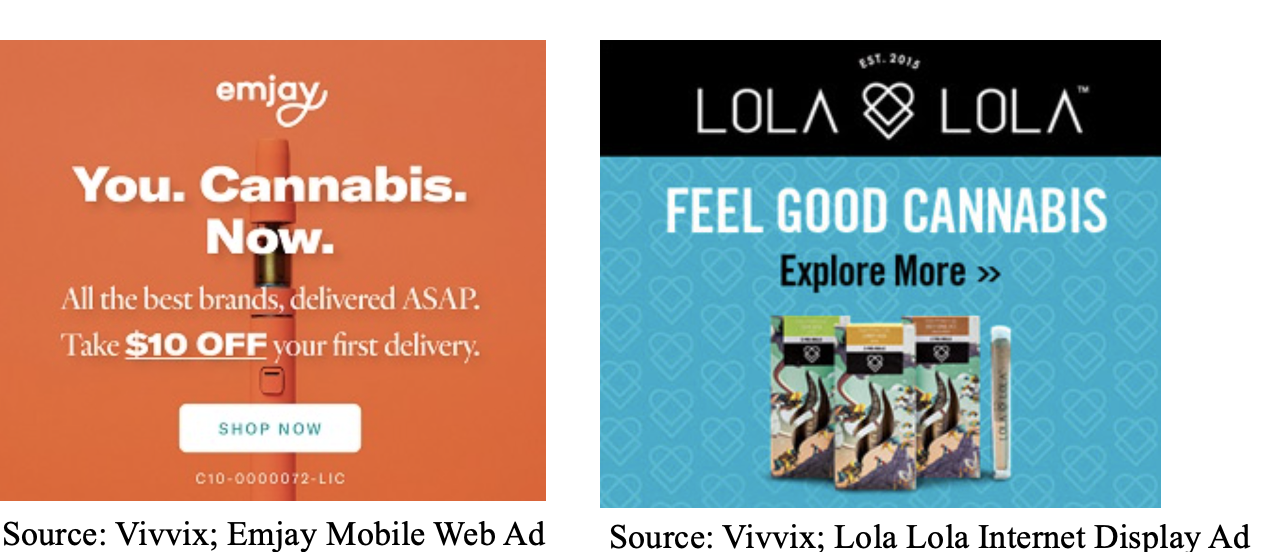 emjay
You. Cannabis.
Now.
All the best brands, delivered ASAP.
Take $10 OFF your first delivery.
SHOP NOW
C10-0000072-LIC
Source: Vivvix; Emjay Mobile Web Ad
EST. 2015
LOLA LOLA™
FEEL GOOD CANNABIS
Explore More »
LOLA LOLA
Source: Vivvix; Lola Lola Internet Display Ad